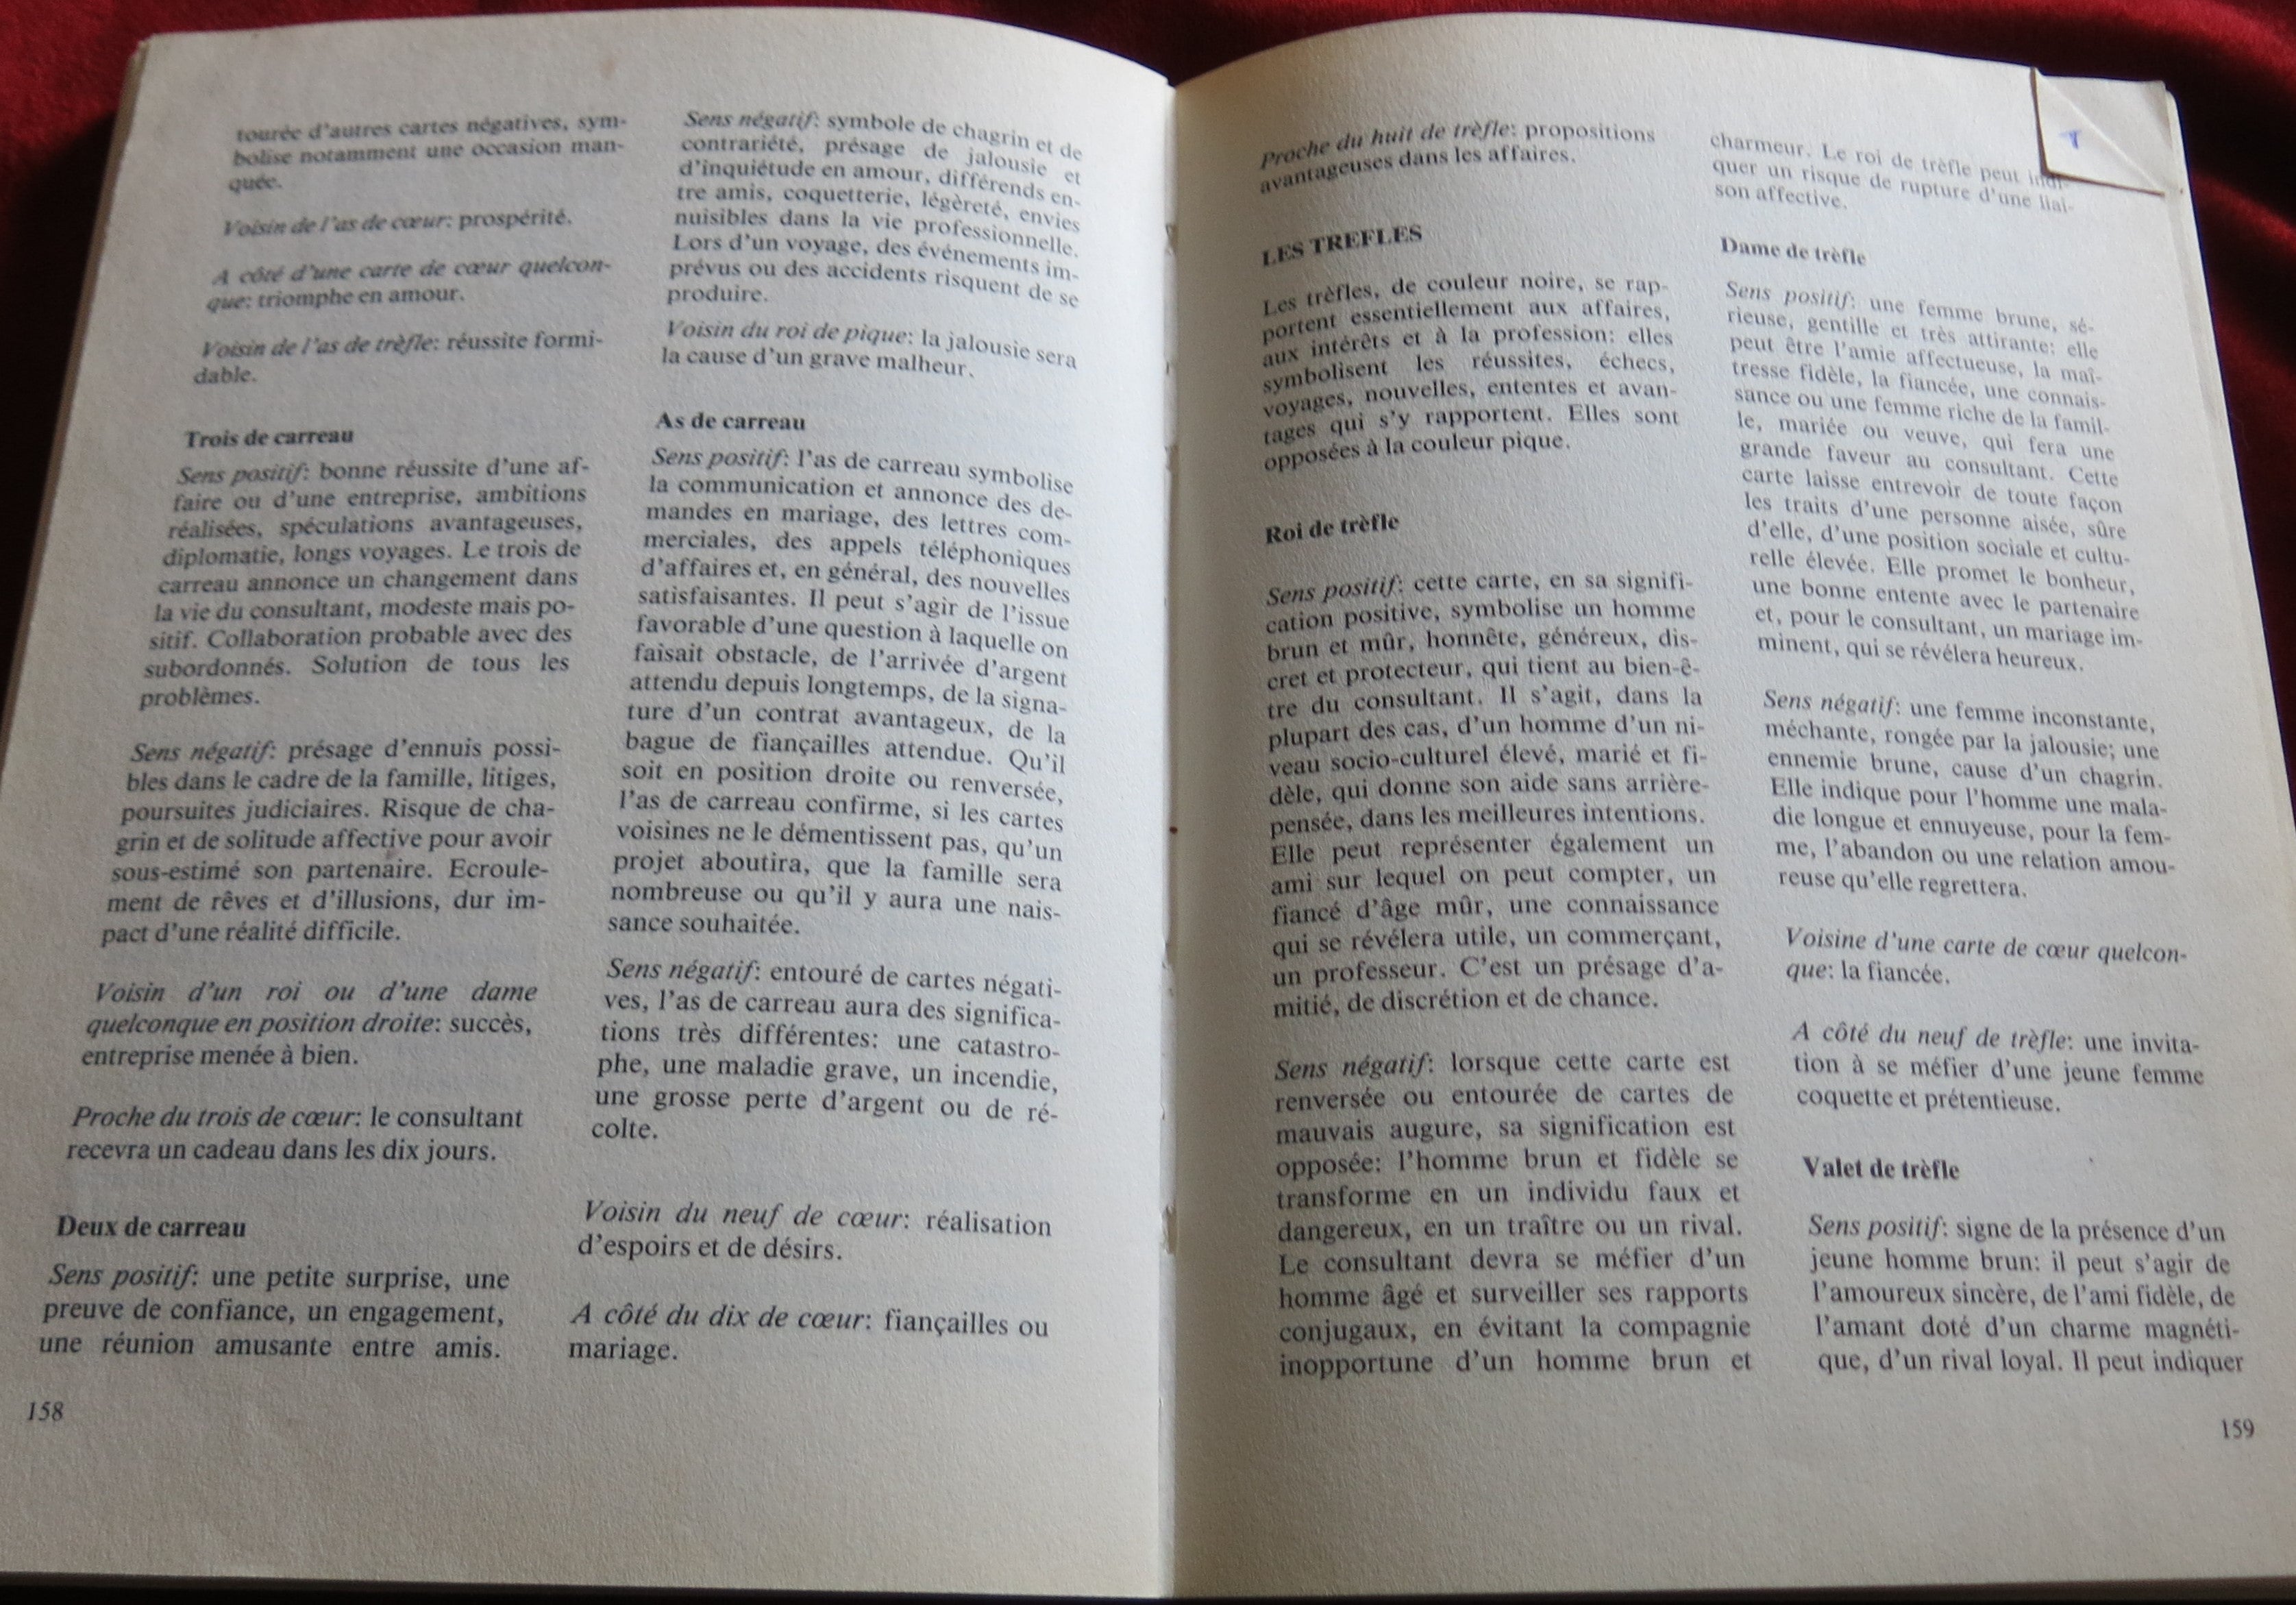 tourée d'autres cartes négatives, sym-
bolise notamment une occasion man-
quée.
Voisin de l'as de cœur: prospérité.
A côté d'une carte de cœur quelcon-
que: triomphe en amour.
Voisin de l'as de trèfle: réussite formi-
dable.
Trois de carreau
Sens positif: bonne réussite d'une af-
faire ou d'une entreprise, ambitions
réalisées, spéculations avantageuses,
diplomatie, longs voyages. Le trois de
carreau annonce un changement dans
la vie du consultant, modeste mais po-
sitif. Collaboration probable avec des
subordonnés. Solution de tous les
problèmes.
Sens négatif: présage d'ennuis possi-
bles dans le cadre de la famille, litiges,
poursuites judiciaires. Risque de cha-
grin et de solitude affective pour avoir
sous-estimé son partenaire. Ecroule-
ment de rêves et d'illusions, dur im-
pact d'une réalité difficile.
Voisin d'un roi ou d'une dame
quelconque en position droite: succès,
entreprise menée à bien.
Proche du trois de cœur: le consultant
recevra un cadeau dans les dix jours.
Deux de carreau
Sens positif: une petite surprise, une
preuve de confiance, un engagement,
une réunion amusante entre amis.
158
Sens négatif: symbole de chagrin et de
contrariété, présage de jalousie et
d'inquiétude en amour, différends en-
tre amis, coquetterie, légèreté, envies
nuisibles dans la vie professionnelle.
Lors d'un voyage, des événements im-
prévus ou des accidents risquent de se
produire.
Voisin du roi de pique: la jalousie sera
la cause d'un grave malheur.
As de carreau
Sens positif: l'as de carreau symbolise
la communication et annonce des de-
mandes en mariage, des lettres com-
merciales, des appels téléphoniques
d'affaires et, en général, des nouvelles
satisfaisantes. Il peut s'agir de l'issue
favorable d'une question à laquelle on
faisait obstacle, de l'arrivée d'argent
attendu depuis longtemps, de la signa-
ture d'un contrat avantageux, de la
bague de fiançailles attendue. Qu'il
soit en position droite ou renversée,
l'as de carreau confirme, si les cartes
voisines ne le démentissent pas, qu'un
projet aboutira, que la famille sera
nombreuse ou qu'il y aura une nais-
sance souhaitée.
Sens négatif: entouré de cartes négati-
ves, l'as de carreau aura des significa-
tions très différentes: une catastro-
phe, une maladie grave, un incendie,
une grosse perte d'argent ou de ré-
colte.
Voisin du neuf de cœur: réalisation
d'espoirs et de désirs.
A côté du dix de cœur: fiançailles ou
mariage.
Proche du huit de trèfle: propositions
avantageuses dans les affaires.
LES TREFLES
Les trèfles, de couleur noire, se rap-
portent essentiellement aux affaires,
aux intérêts et à la profession: elles
symbolisent les réussites, échecs,
voyages, nouvelles, ententes et avan-
tages qui s'y rapportent. Elles sont
opposées à la couleur pique.
Roi de trèfle
Sens positif: cette carte, en sa signifi-
cation positive, symbolise un homme
brun et mûr, honnête, généreux, dis-
cret et protecteur, qui tient au bien-ê-
tre du consultant. Il s'agit, dans la
plupart des cas, d'un homme d'un ni-
veau socio-culturel élevé, marié et fi-
dèle, qui donne son aide sans arrière-
pensée, dans les meilleures intentions.
Elle peut représenter également un
ami sur lequel on peut compter, un
fiancé d'âge mûr, une connaissance
qui se révélera utile, un commerçant,
un professeur. C'est un présage d'a-
mitié, de discrétion et de chance.
Sens négatif: lorsque cette carte est
renversée ou entourée de cartes de
mauvais augure, sa signification est
opposée: l'homme brun et fidèle se
transforme en un individu faux et
dangereux, en un traître ou un rival.
Le consultant devra se méfier d'un
homme âgé et surveiller ses rapports
conjugaux, en évitant la compagnie
inopportune d'un homme brun et
charmeur. Le roi de trèfle peut indi-
quer un risque de rupture d'une liai-
son affective.
Dame de trèfle
Sens positif: une femme brune, sé-
rieuse, gentille et très attirante: elle
peut être l'amie affectueuse, la maî-
tresse fidèle, la fiancée, une connais-
sance ou une femme riche de la famil-
le, mariée ou veuve, qui fera une
grande faveur au consultant. Cette
carte laisse entrevoir de toute façon
les traits d'une personne aisée, sûre
d'elle, d'une position sociale et cultu-
relle élevée. Elle promet le bonheur,
une bonne entente avec le partenaire
et, pour le consultant, un mariage im-
minent, qui se révélera heureux.
Sens négatif: une femme inconstante,
méchante, rongée par la jalousie; une
ennemie brune, cause d'un chagrin.
Elle indique pour l'homme une mala-
die longue et ennuyeuse, pour la fem-
me, l'abandon ou une relation amou-
reuse qu'elle regrettera.
Voisine d'une carte de cœur quelcon-
que: la fiancée.
A côté du neuf de trèfle: une invita-
tion à se méfier d'une jeune femme
coquette et prétentieuse.
Valet de trèfle
Sens positif: signe de la présence d'un
jeune homme brun: il peut s'agir de
l'amoureux sincère, de l'ami fidèle, de
l'amant doté d'un charme magnéti-
que, d'un rival loyal. Il peut indiquer
159